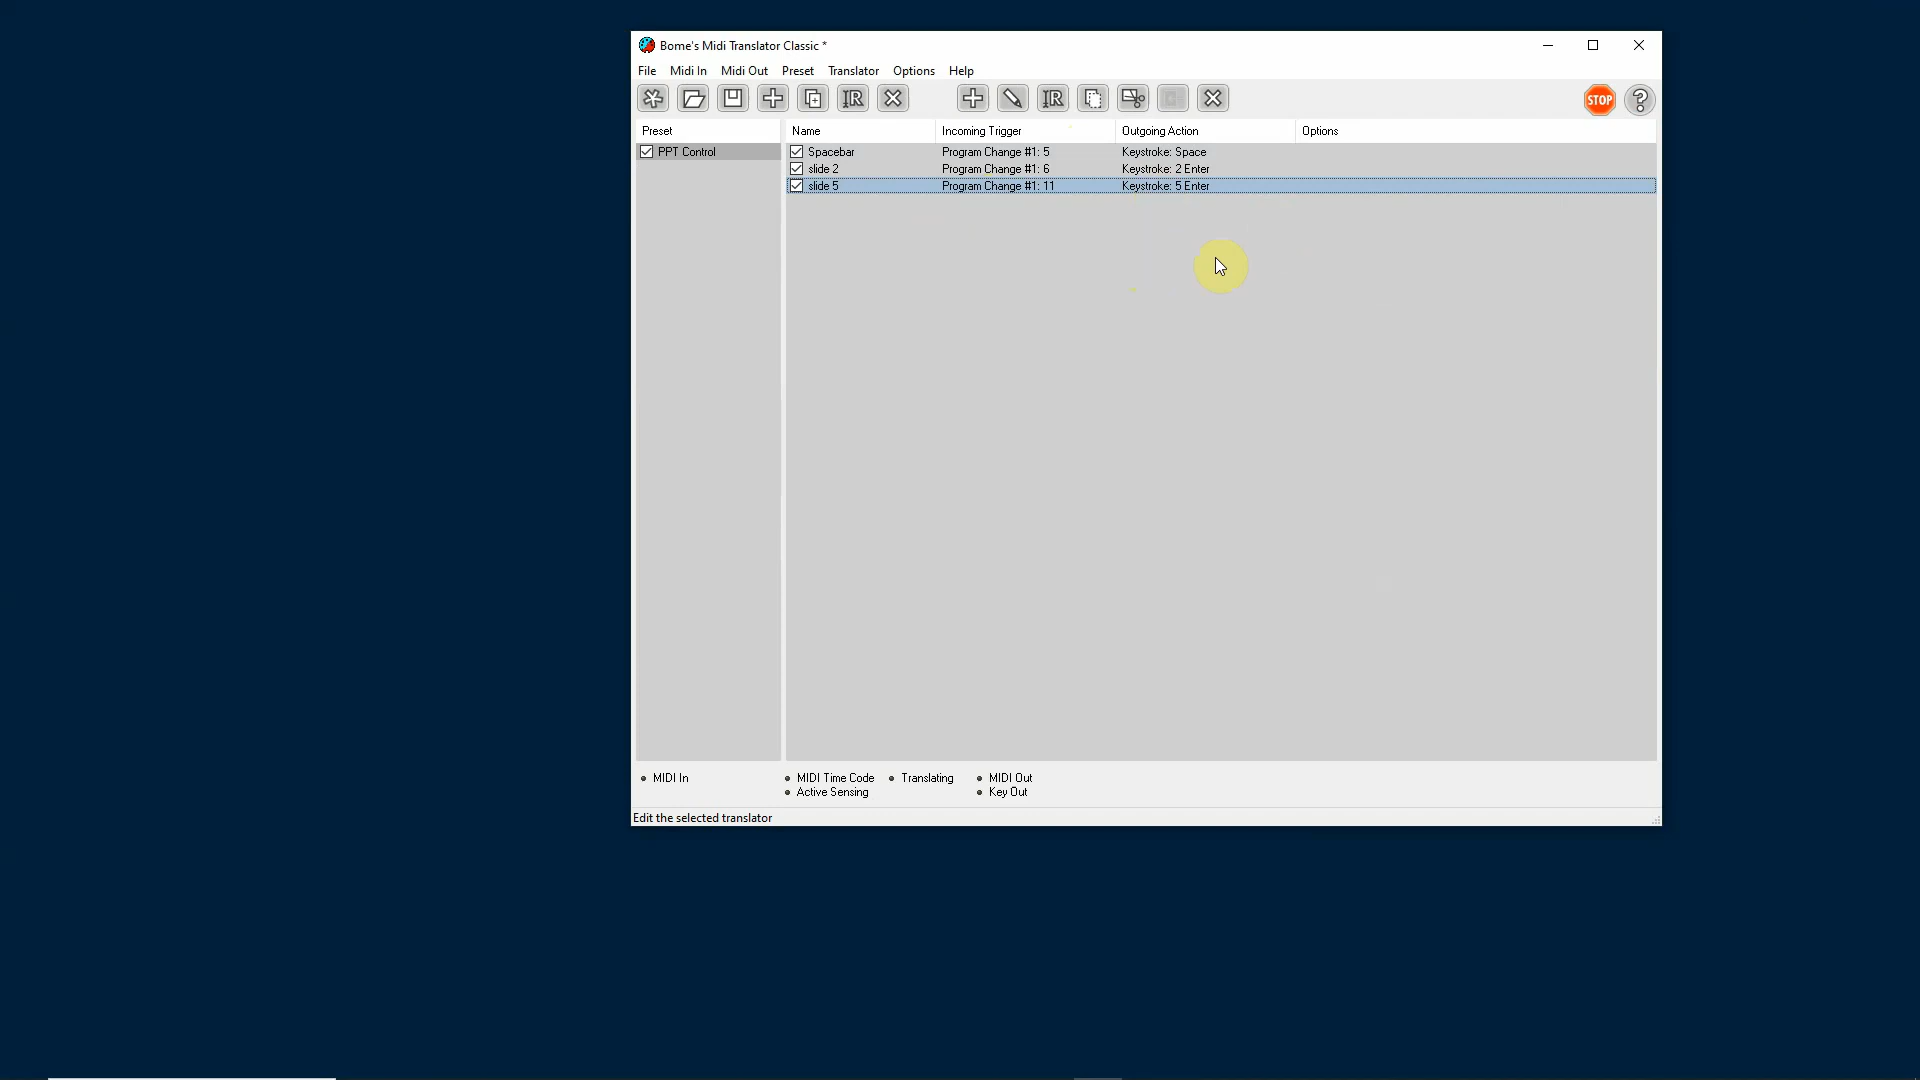 Bome's Midi Translator Classic *
File Midi In Midi Out Preset Translator Options Help
STOP ?
Preset Name Incoming Trigger Outgoing Action Options
PPT Control Spacebar Program Change #1: 5 Keystroke: Space
slide 2 Program Change #1: 6 Keystroke: 2 Enter
slide 5 Program Change #1: 11 Keystroke: 5 Enter
MIDI In MIDI Time Code Translating MIDI Out
Active Sensing Key Out
Edit the selected translator